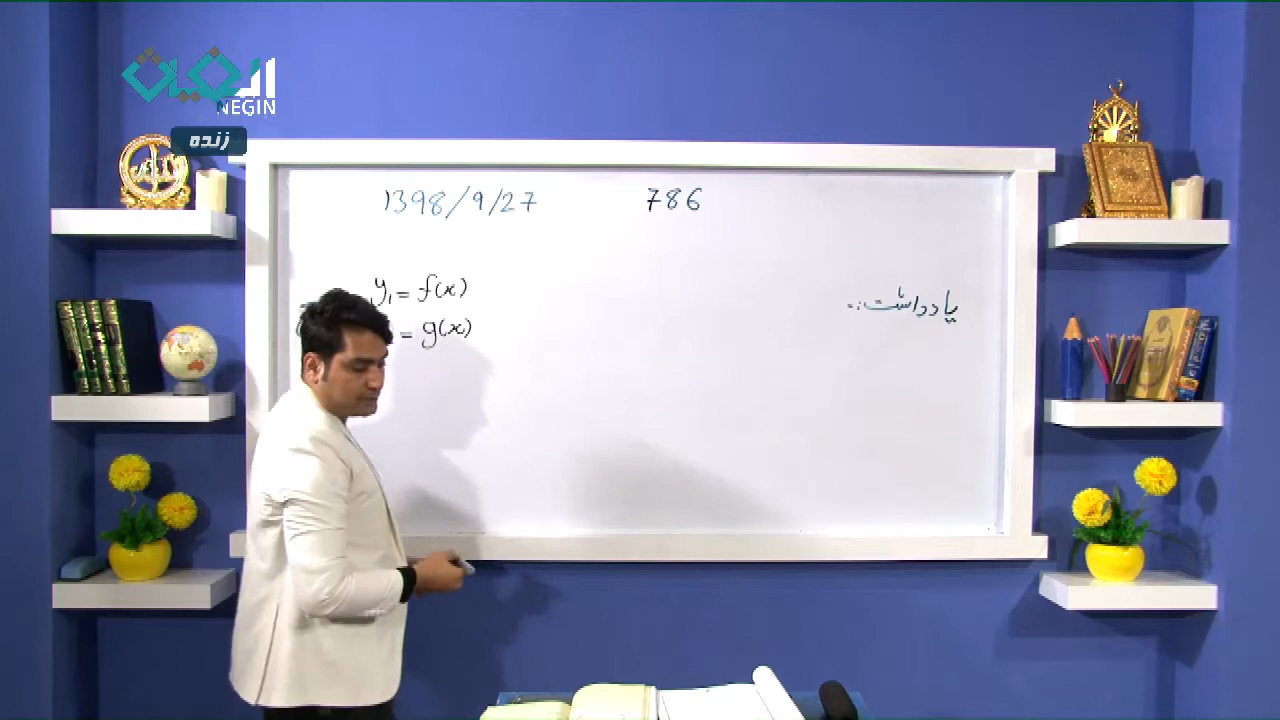 NEGIN
زنده
1398/9/27 786
y₁ = f(x)
= g(x)
یادداشت: